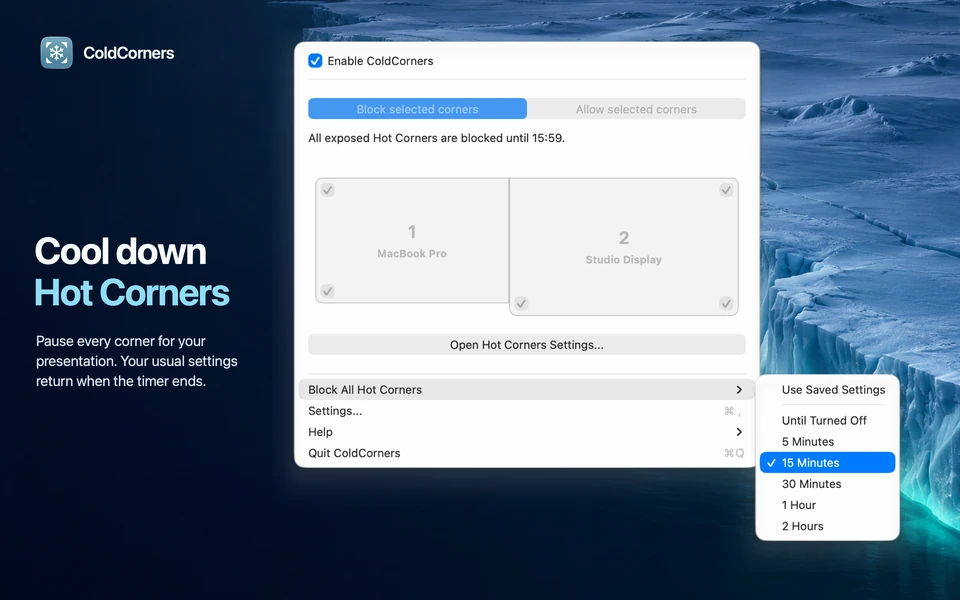 ColdCorners
Cool down
Hot Corners
Pause every corner for your
presentation. Your usual settings
return when the timer ends.
Enable ColdCorners
Block selected corners
Allow selected corners
All exposed Hot Corners are blocked until 15:59.
1
MacBook Pro
2
Studio Display
Open Hot Corners Settings...
Block All Hot Corners
Settings...
⌘ ,
Help
Quit ColdCorners
⌘Q
Use Saved Settings
Until Turned Off
5 Minutes
15 Minutes
30 Minutes
1 Hour
2 Hours